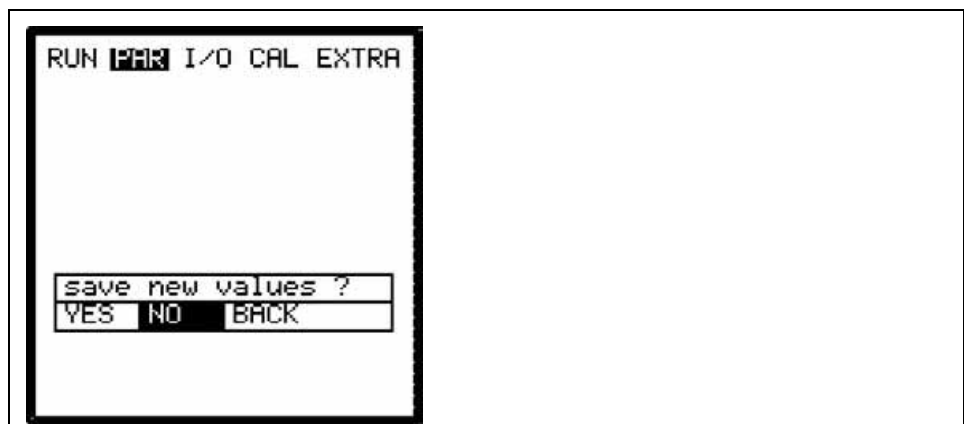 RUN PAR I/O CAL EXTRA
save new values ?
YES NO BACK